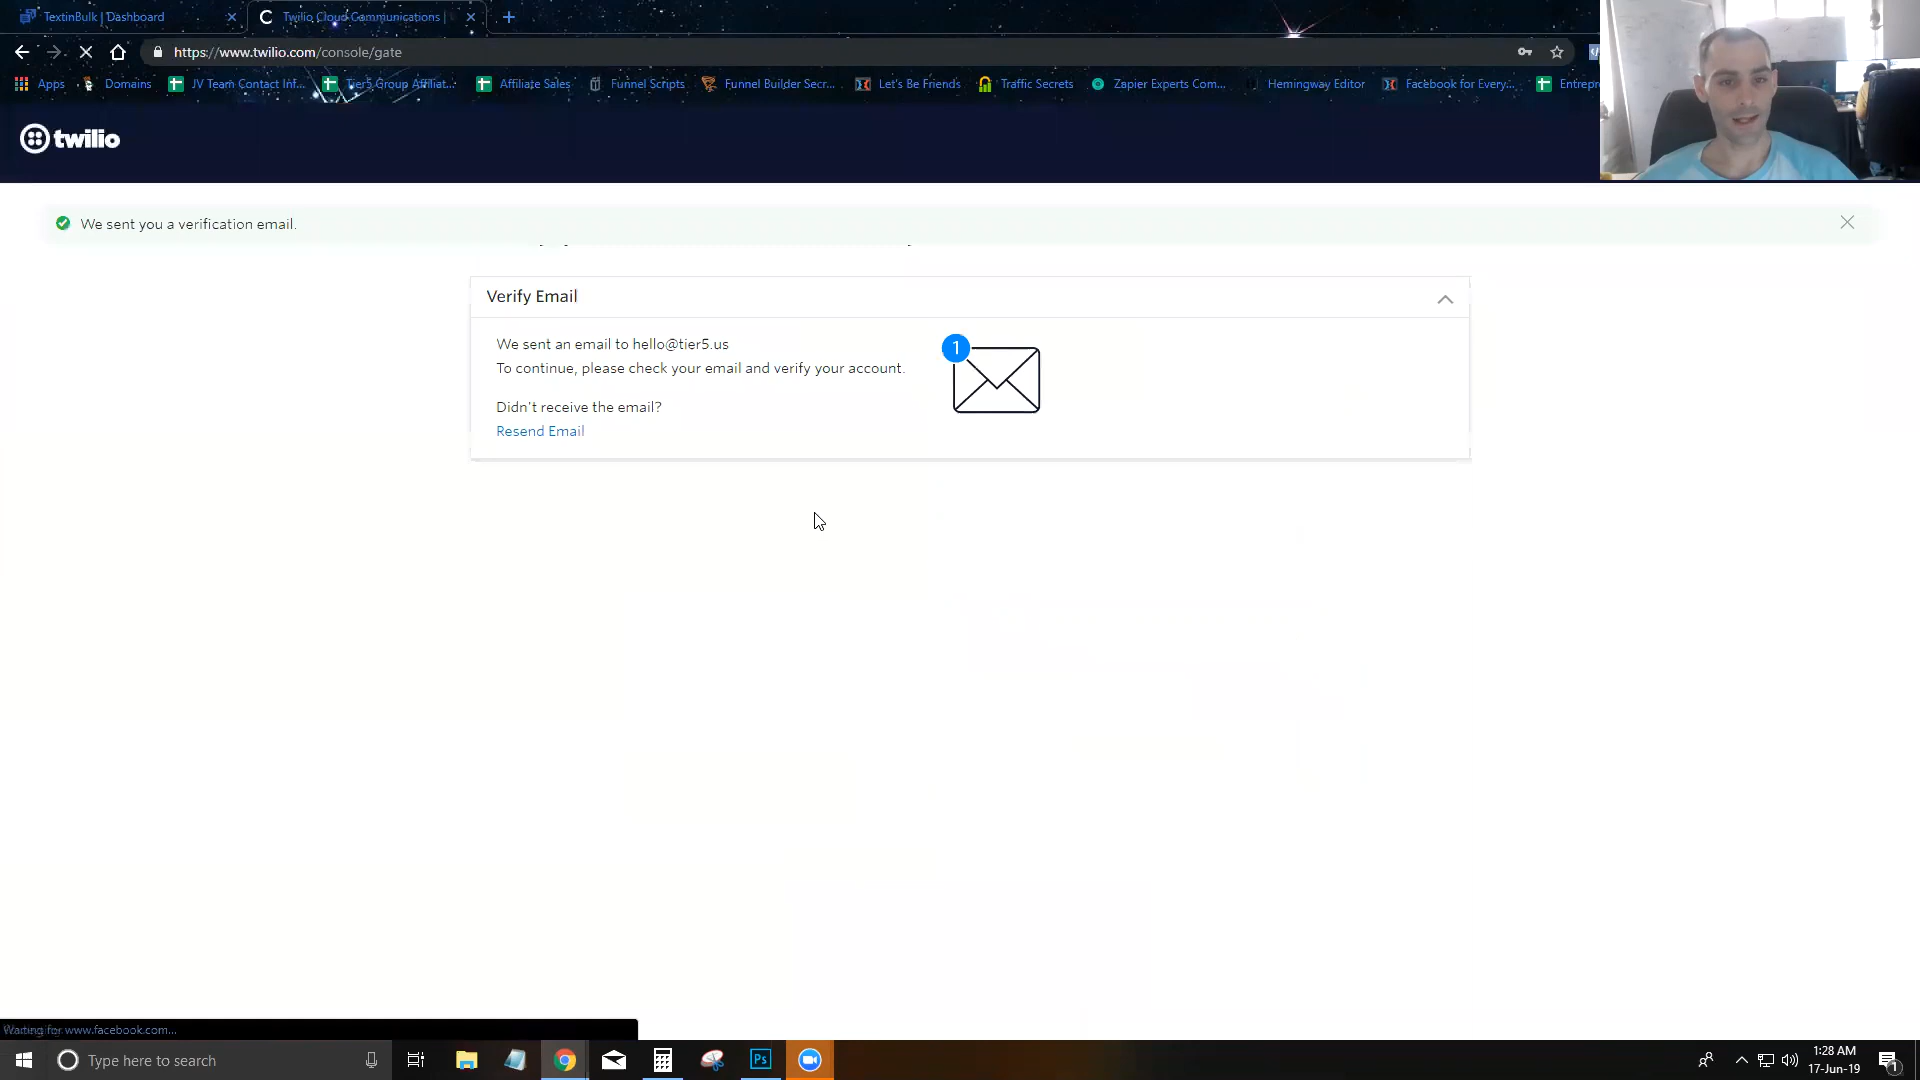 TextinBulk | Dashboard
Twilio Cloud Communications |
https://www.twilio.com/console/gate
Apps
Domains
JV Team Contact Inf...
Tier5 Group Affiliat...
Affiliate Sales
Funnel Scripts
Funnel Builder Secr...
Let's Be Friends
Traffic Secrets
Zapier Experts Com...
Hemingway Editor
Facebook for Every...
Entrepr
twilio
We sent you a verification email.
Verify Email
We sent an email to hello@tier5.us
To continue, please check your email and verify your account.
1
Didn't receive the email?
Resend Email
Waiting for www.facebook.com...
Type here to search
Ps
1:28 AM
17-Jun-19
1